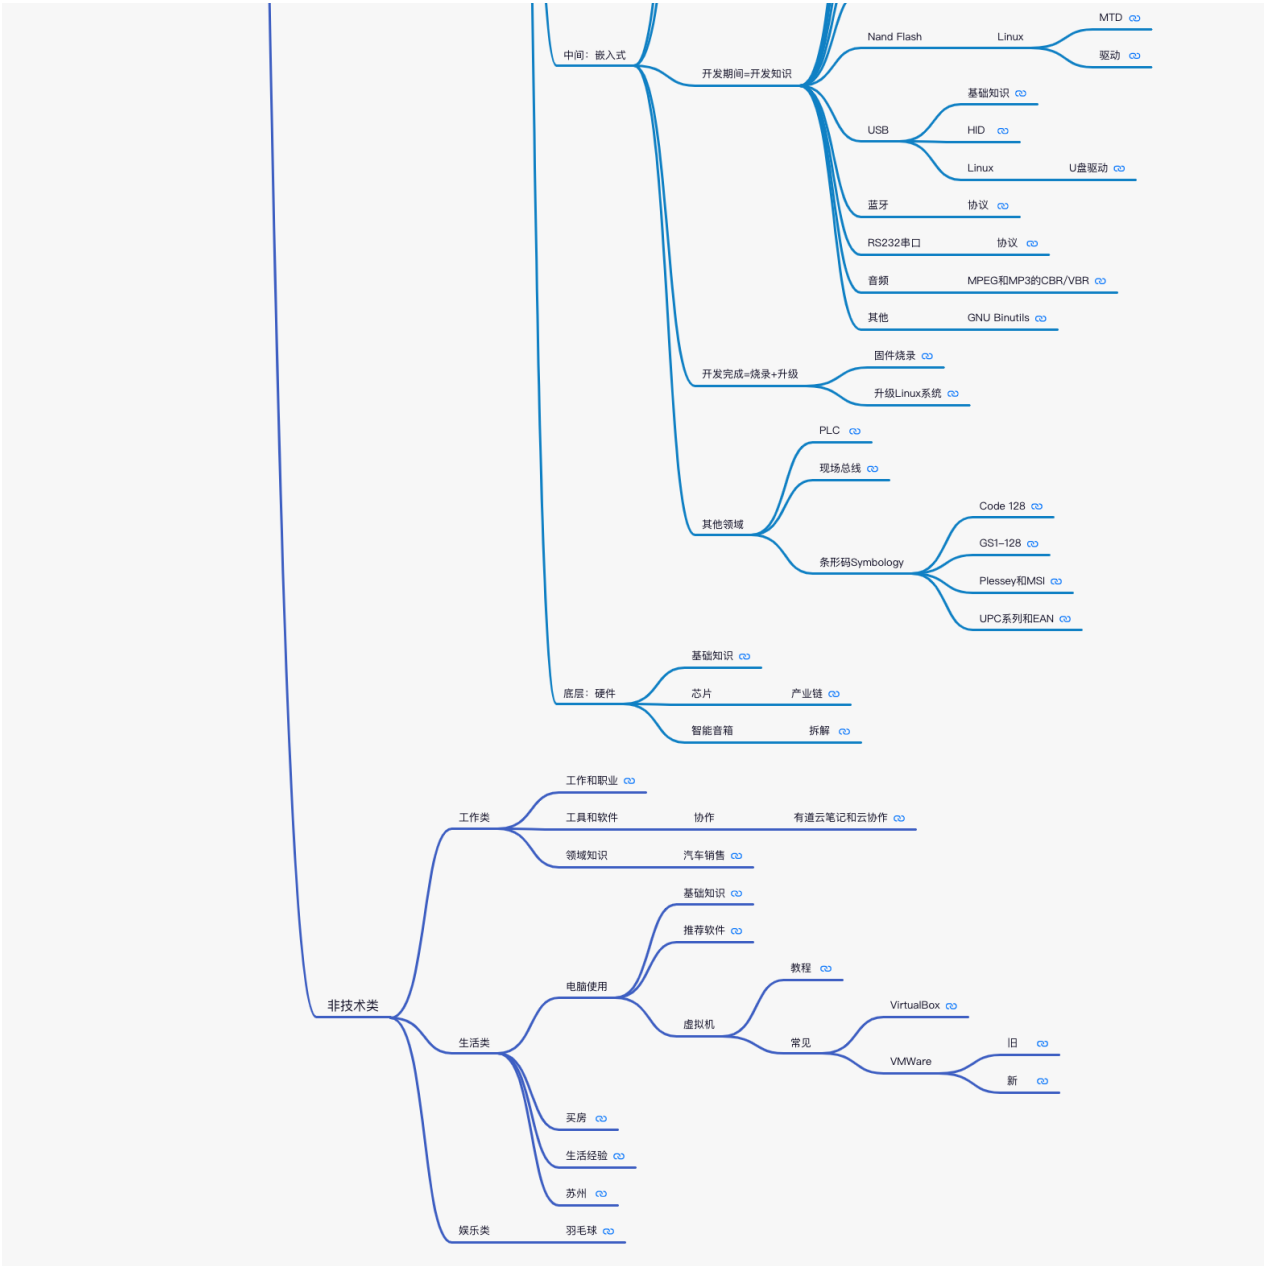 MTD
Nand Flash Linux
驱动
中间：嵌入式
开发期间=开发知识
基础知识
USB HID
Linux U盘驱动
蓝牙 协议
RS232串口 协议
音频 MPEG和MP3的CBR/VBR
其他 GNU Binutils
固件烧录
开发完成=烧录+升级
升级Linux系统
PLC
现场总线
其他领域
Code 128
GS1-128
条形码Symbology
Plessey和MSI
UPC系列和EAN
基础知识
底层：硬件 芯片 产业链
智能音箱 拆解
工作和职业
工作类 工具和软件 协作 有道云笔记和云协作
领域知识 汽车销售
基础知识
推荐软件
电脑使用
教程
虚拟机
VirtualBox
非技术类
生活类
常见
旧
VMWare
新
买房
生活经验
苏州
娱乐类 羽毛球